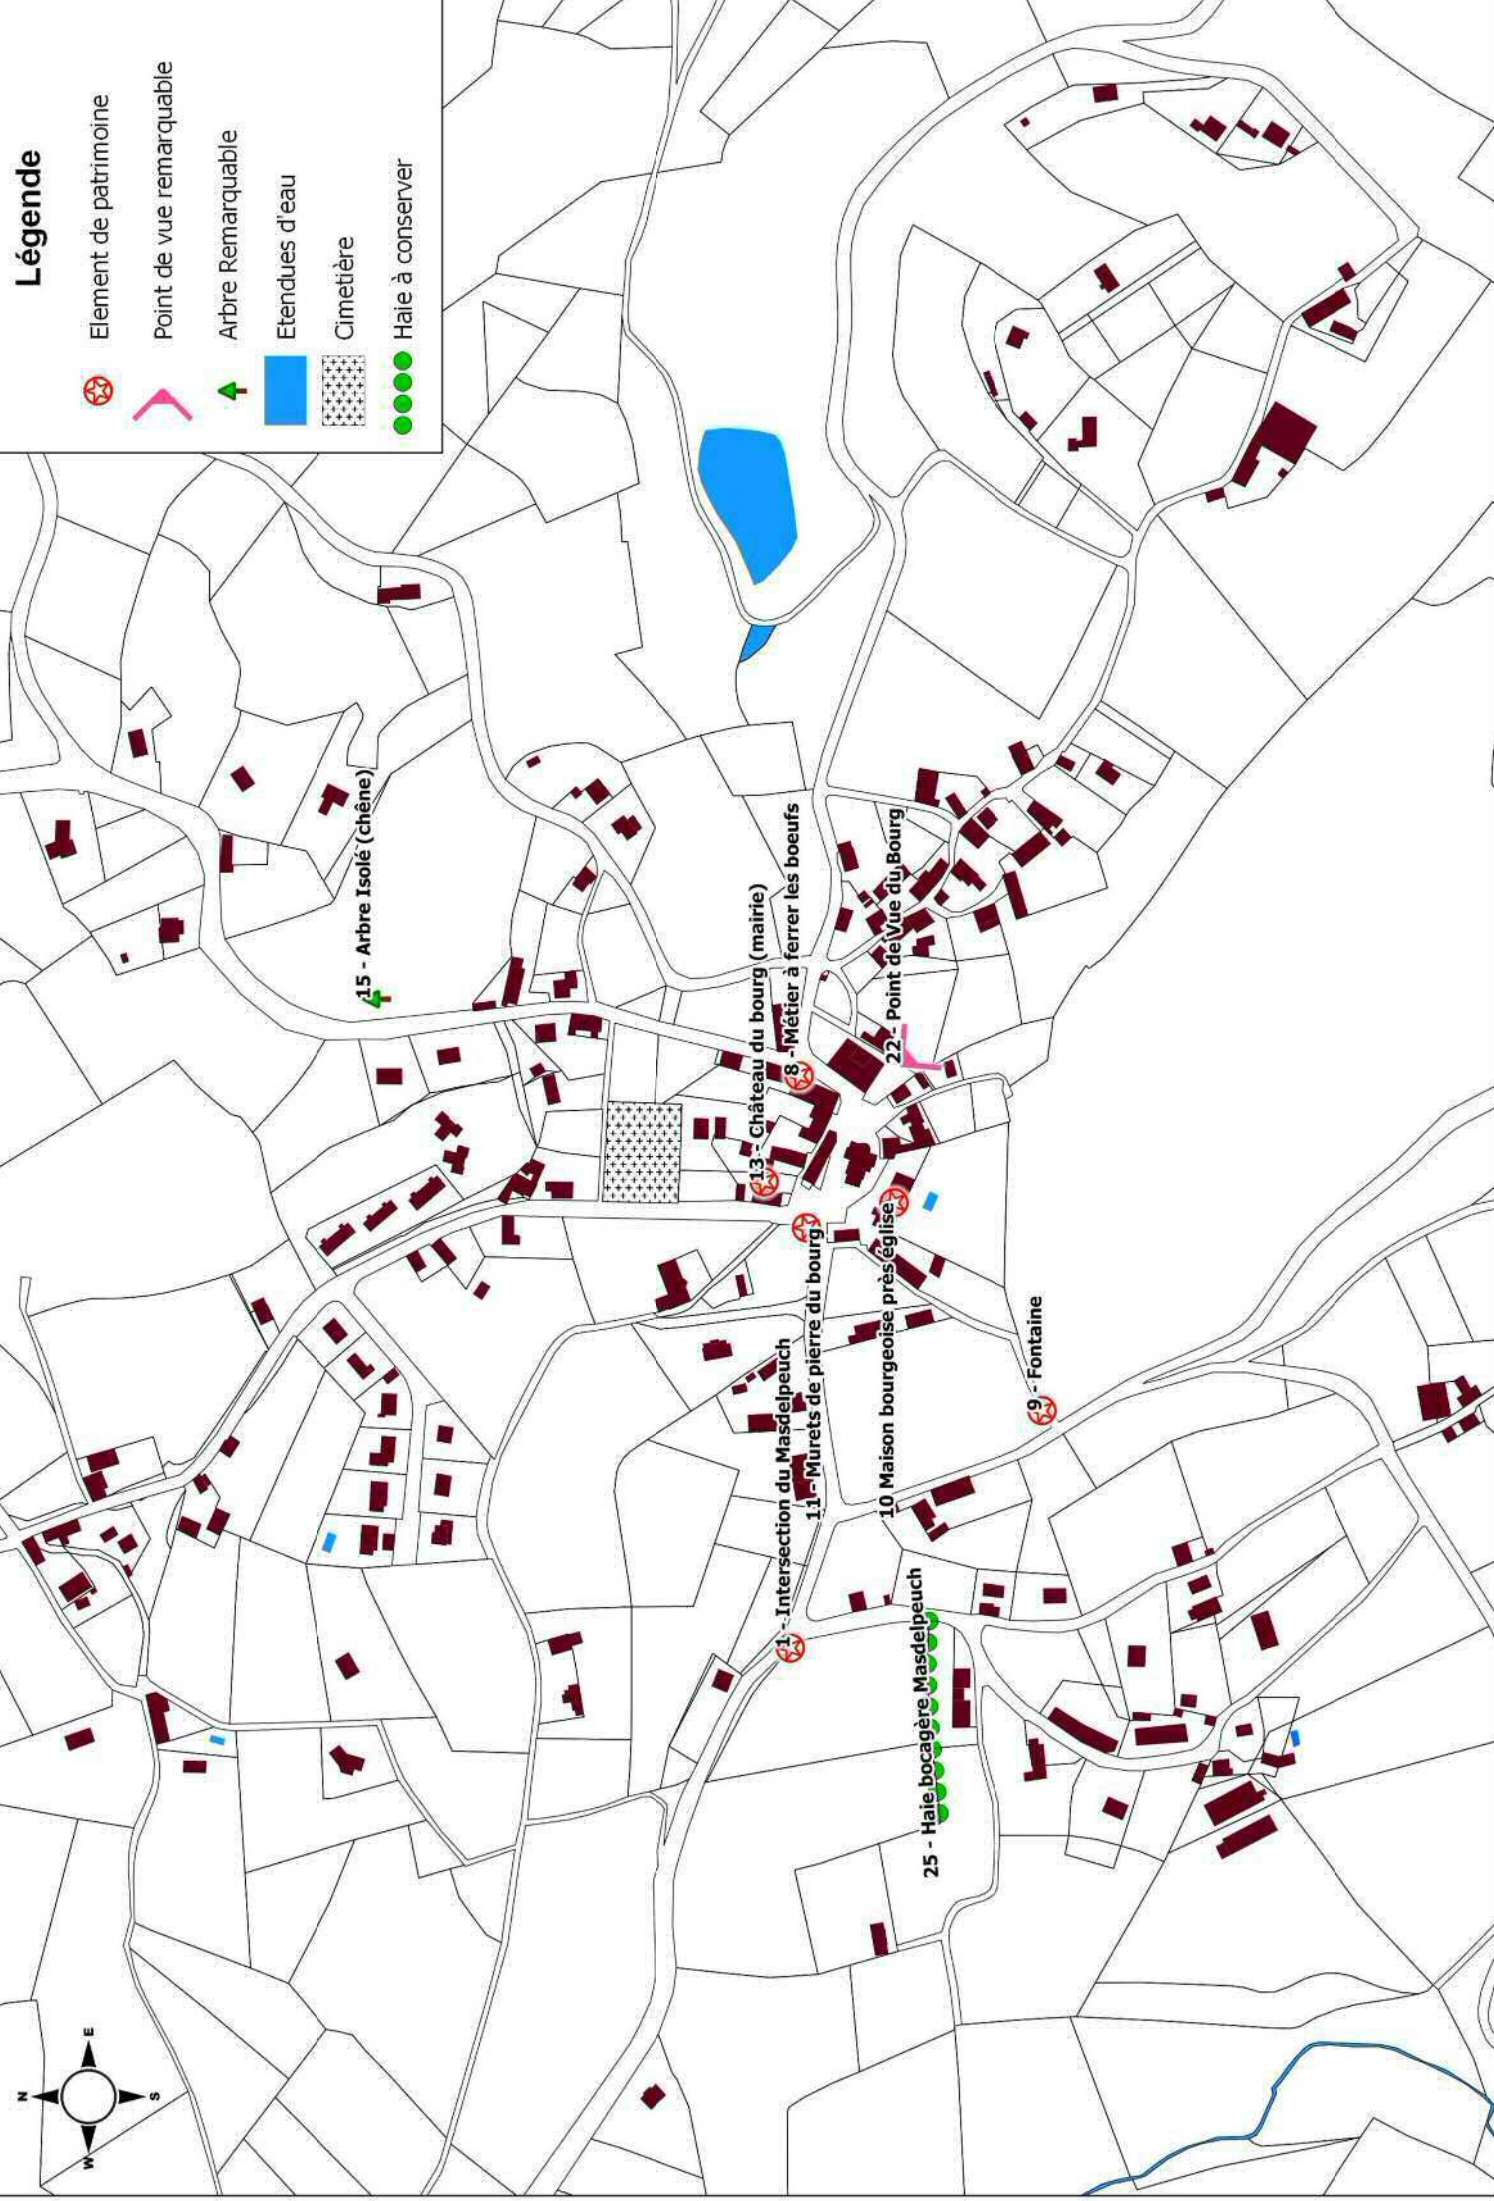 Légende
Element de patrimoine
Point de vue remarquable
Arbre Remarquable
Etendues d'eau
Cimetière
Haie à conserver
N
W
E
S
15 - Arbre Isolé (chêne)
13 - Château du bourg (mairie)
1 - Intersection du Masdelpeuch
8 - Métier à ferrer les boeufs
11 - Murets de pierre du bourg
10 Maison bourgeoise près église
22 - Point de Vue du Bourg
25 - Haie bocagère Masdelpeuch
9 - Fontaine